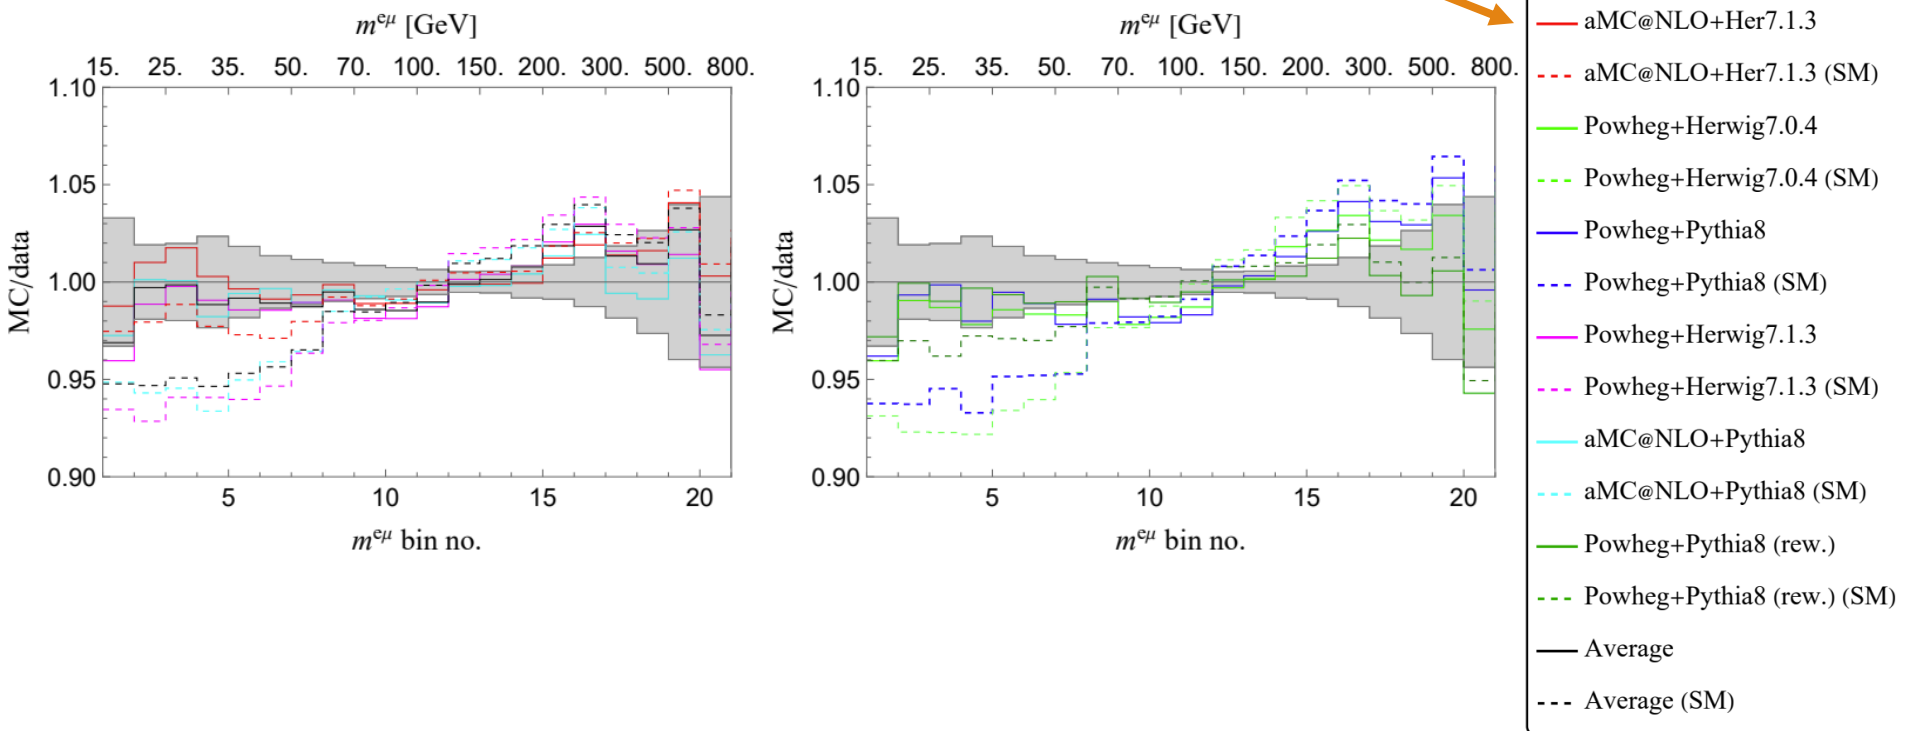 m^{eμ} [GeV]
15. 25. 35. 50. 70. 100. 150. 200. 300. 500. 800.
1.10
1.05
1.00
0.95
0.90
MC/data
5 10 15 20
m^{eμ} bin no.
m^{eμ} [GeV]
15. 25. 35. 50. 70. 100. 150. 200. 300. 500. 800.
1.10
1.05
1.00
0.95
0.90
MC/data
5 10 15 20
m^{eμ} bin no.
aMC@NLO+Her7.1.3
aMC@NLO+Her7.1.3 (SM)
Powheg+Herwig7.0.4
Powheg+Herwig7.0.4 (SM)
Powheg+Pythia8
Powheg+Pythia8 (SM)
Powheg+Herwig7.1.3
Powheg+Herwig7.1.3 (SM)
aMC@NLO+Pythia8
aMC@NLO+Pythia8 (SM)
Powheg+Pythia8 (rew.)
Powheg+Pythia8 (rew.) (SM)
Average
Average (SM)